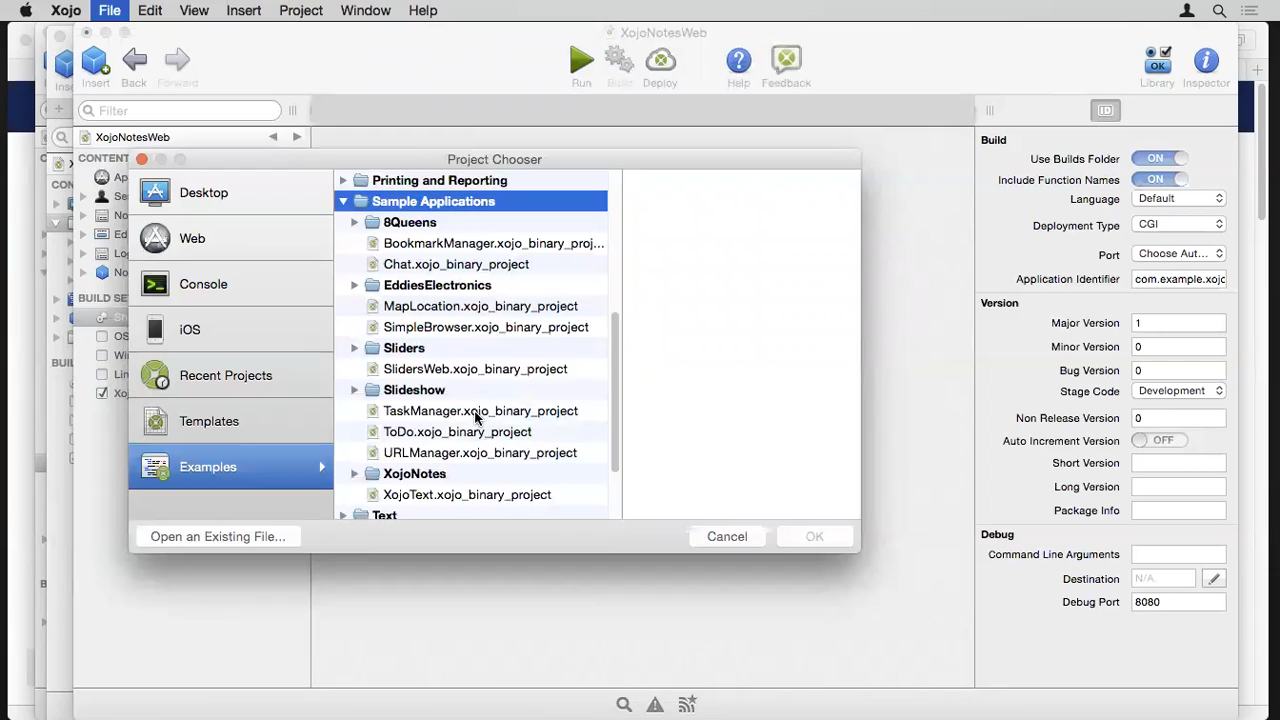 Xojo File Edit View Insert Project Window Help
XojoNotesWeb
Insert Back Forward Run Build Deploy Help Feedback Library Inspector
Filter
ID
XojoNotesWeb
Project Chooser
Desktop
Web
Console
iOS
Recent Projects
Templates
Examples
Printing and Reporting
Sample Applications
8Queens
BookmarkManager.xojo_binary_proj...
Chat.xojo_binary_project
EddiesElectronics
MapLocation.xojo_binary_project
SimpleBrowser.xojo_binary_project
Sliders
SlidersWeb.xojo_binary_project
Slideshow
TaskManager.xojo_binary_project
ToDo.xojo_binary_project
URLManager.xojo_binary_project
XojoNotes
XojoText.xojo_binary_project
Text
Open an Existing File...
Cancel
OK
Build
Use Builds Folder ON
Include Function Names ON
Language Default
Deployment Type CGI
Port Choose Aut...
Application Identifier com.example.xojc
Version
Major Version 1
Minor Version 0
Bug Version 0
Stage Code Development
Non Release Version 0
Auto Increment Version OFF
Short Version
Long Version
Package Info
Debug
Command Line Arguments
Destination N/A
Debug Port 8080